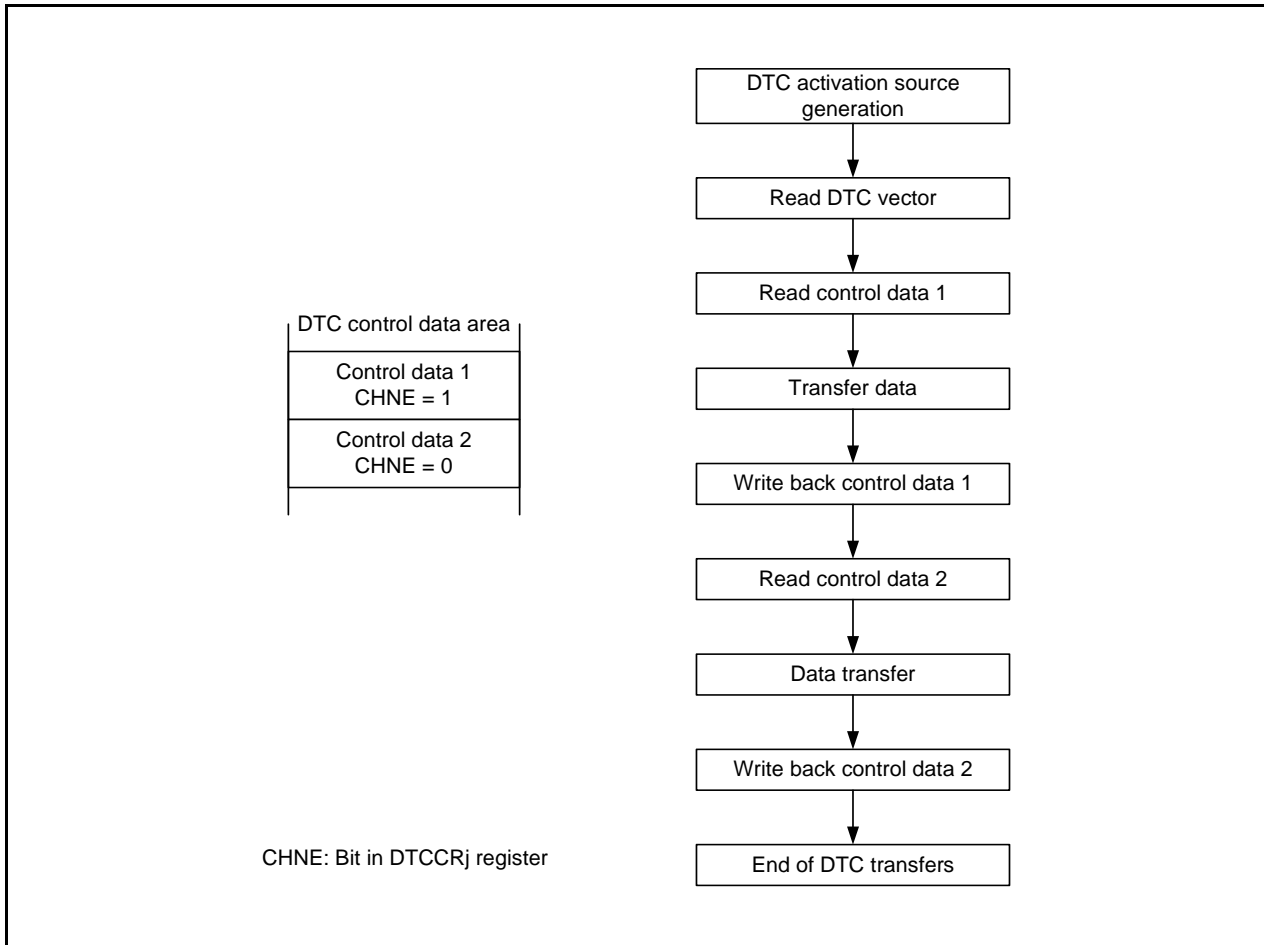 DTC activation source
generation
Read DTC vector
Read control data 1
Transfer data
Write back control data 1
Read control data 2
Data transfer
Write back control data 2
End of DTC transfers
DTC control data area
Control data 1
CHNE = 1
Control data 2
CHNE = 0
CHNE: Bit in DTCCRj register